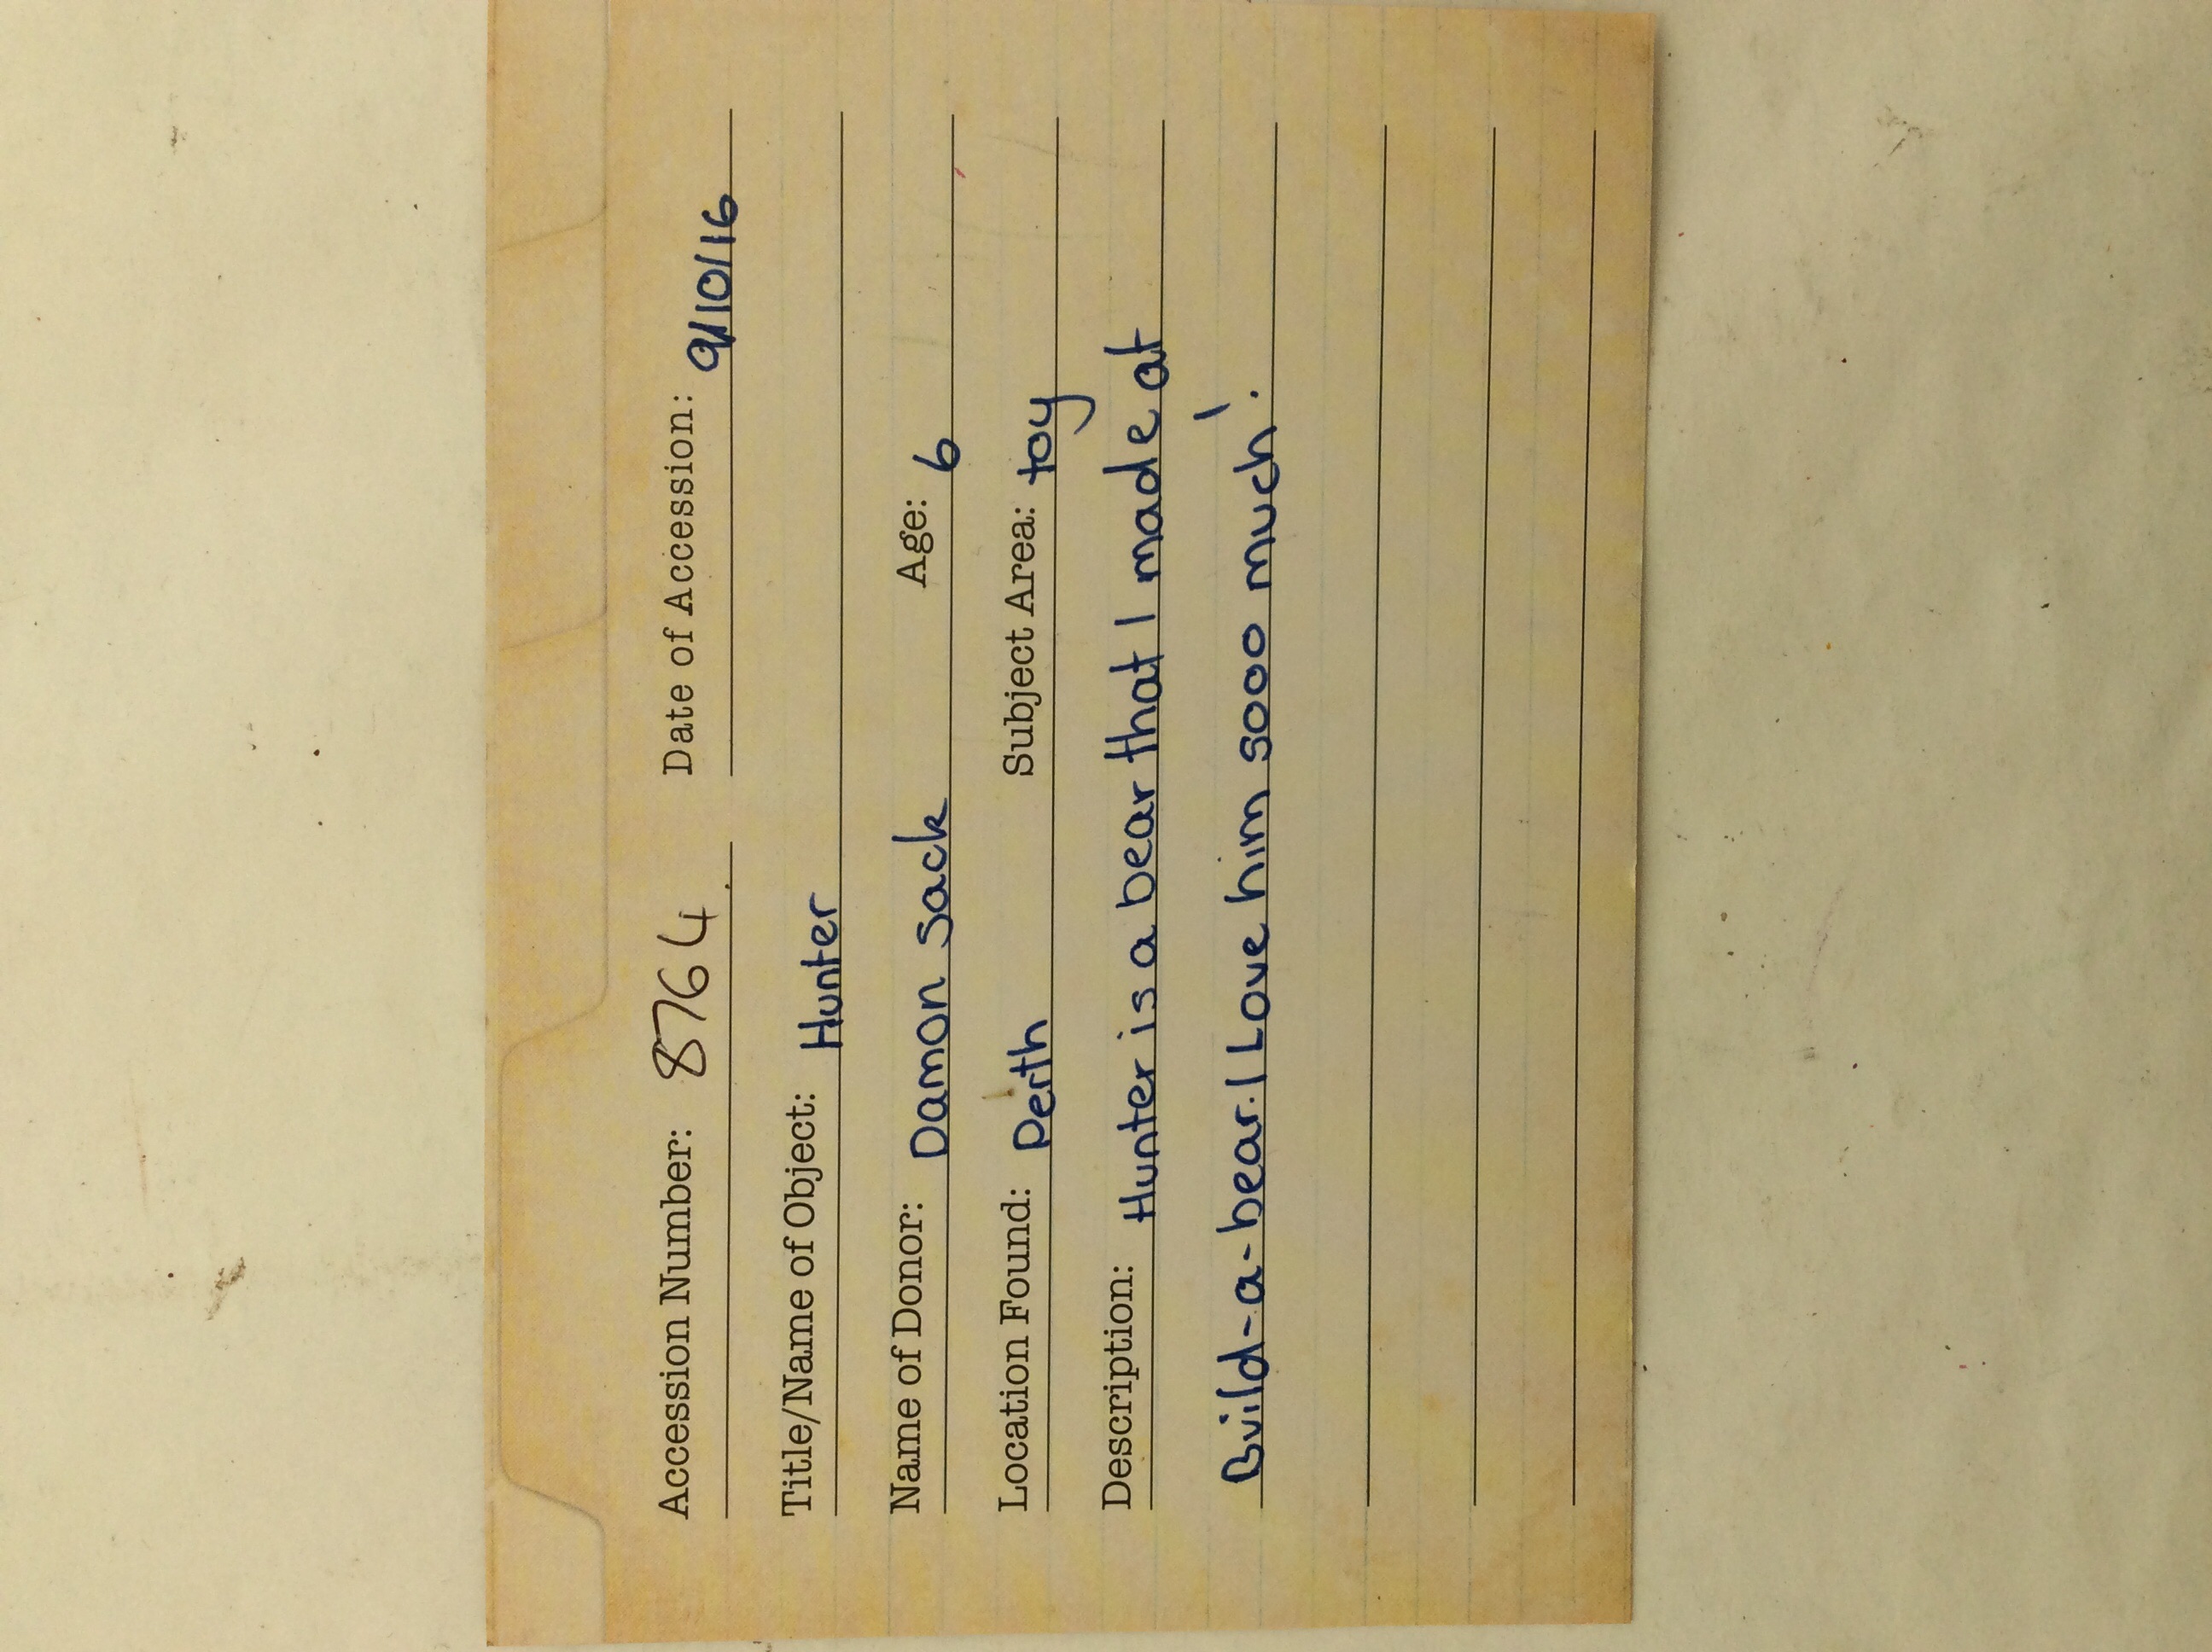 Accession Number: 8764 Date of Accession: 9/10/16
Title/Name of Object: Hunter
Name of Donor: Damon Sack Age: 6
Location Found: Perth Subject Area: toy
Description: Hunter is a bear that I made at
Build-a-bear. I Love him sooo much!